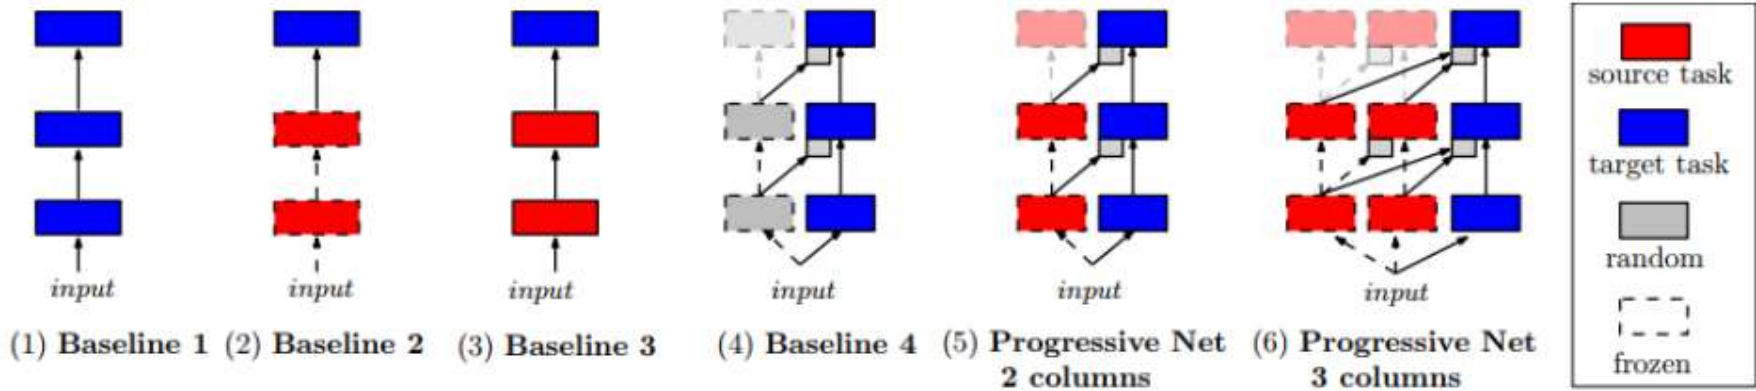 input
input
input
input
input
input
(1) Baseline 1
(2) Baseline 2
(3) Baseline 3
(4) Baseline 4
(5) Progressive Net
2 columns
(6) Progressive Net
3 columns
source task
target task
random
frozen